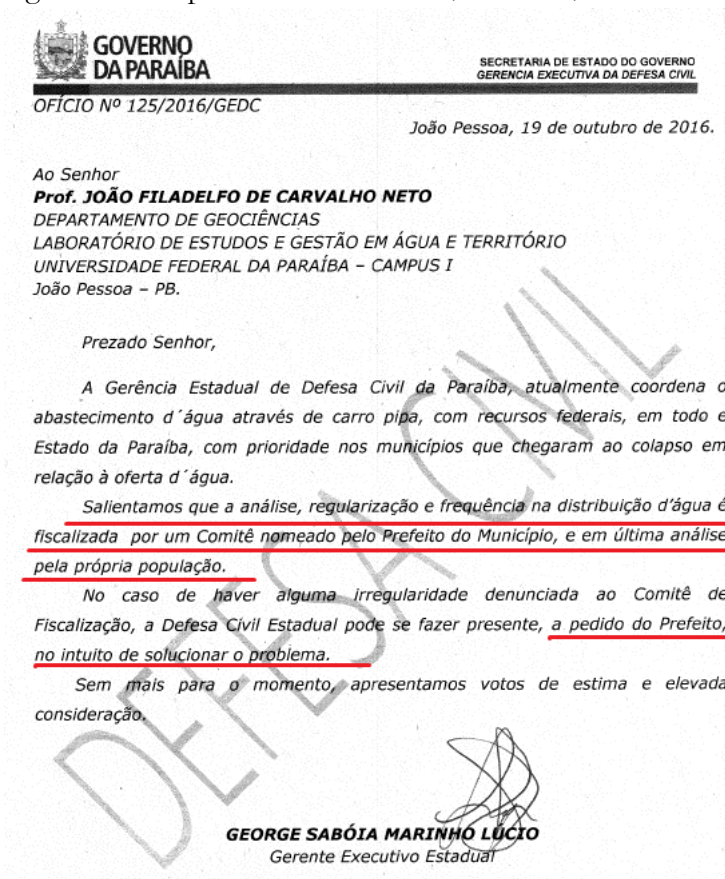 GOVERNO
DA PARAÍBA
SECRETARIA DE ESTADO DO GOVERNO
GERENCIA EXECUTIVA DA DEFESA CIVIL
OFÍCIO Nº 125/2016/GEDC
João Pessoa, 19 de outubro de 2016.
Ao Senhor
Prof. JOÃO FILADELFO DE CARVALHO NETO
DEPARTAMENTO DE GEOCIÊNCIAS
LABORATÓRIO DE ESTUDOS E GESTÃO EM ÁGUA E TERRITÓRIO
UNIVERSIDADE FEDERAL DA PARAÍBA – CAMPUS I
João Pessoa – PB.
Prezado Senhor,
A Gerência Estadual de Defesa Civil da Paraíba, atualmente coordena o
abastecimento d´água através de carro pipa, com recursos federais, em todo e
Estado da Paraíba, com prioridade nos municípios que chegaram ao colapso em
relação à oferta d´água.
Salientamos que a análise, regularização e frequência na distribuição d’água é
fiscalizada por um Comitê nomeado pelo Prefeito do Município, e em última análise
pela própria população.
No caso de haver alguma irregularidade denunciada ao Comitê de
Fiscalização, a Defesa Civil Estadual pode se fazer presente, a pedido do Prefeito,
no intuito de solucionar o problema.
Sem mais para o momento, apresentamos votos de estima e elevada
consideração.
DEFESA CIVIL
GEORGE SABÓIA MARINHO LÚCIO
Gerente Executivo Estadual